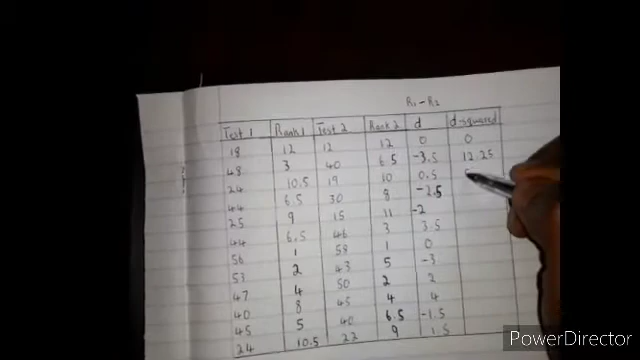 R₁ - R₂
Test 1 Rank 1 Test 2 Rank 2 d d-squared
18 12 12 12 0 0
48 3 40 6.5 -3.5 12.25
24 10.5 19 10 0.5
44 6.5 30 8
25 9 15 11 -2
44 6.5 46 3 3.5
56 1 58 1 0
53 2 43 5 -3
47 4 50 2 2
40 8 45 4 4
45 5 40 6.5 -1.5
24 10.5 22 9 1.5
PowerDirector